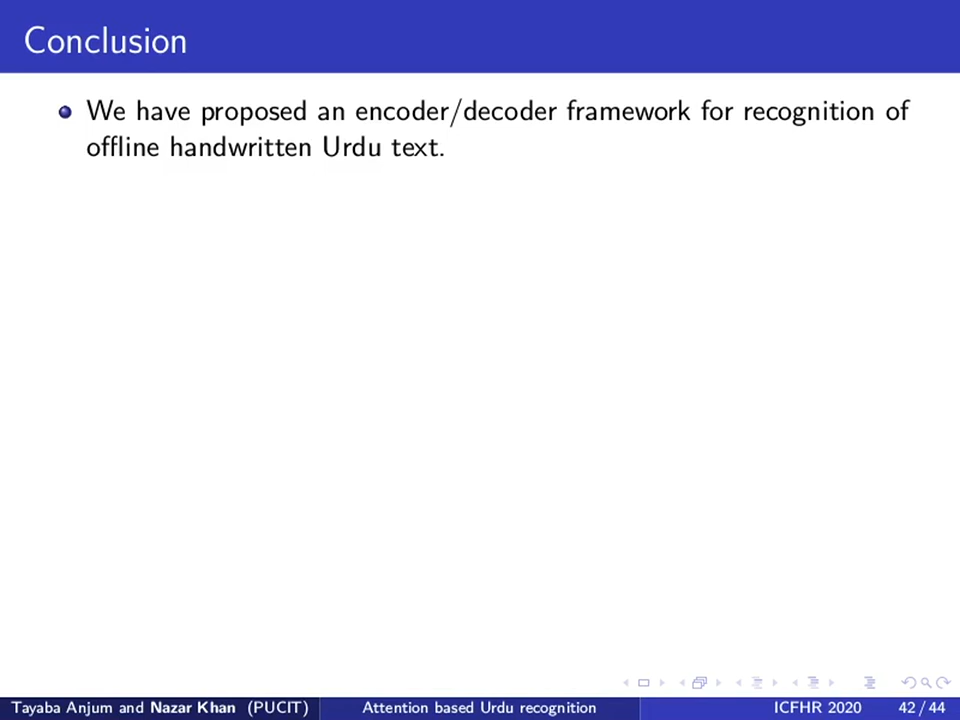 Conclusion
We have proposed an encoder/decoder framework for recognition of
offline handwritten Urdu text.
Tayaba Anjum and Nazar Khan (PUCIT) Attention based Urdu recognition ICFHR 2020 42 / 44